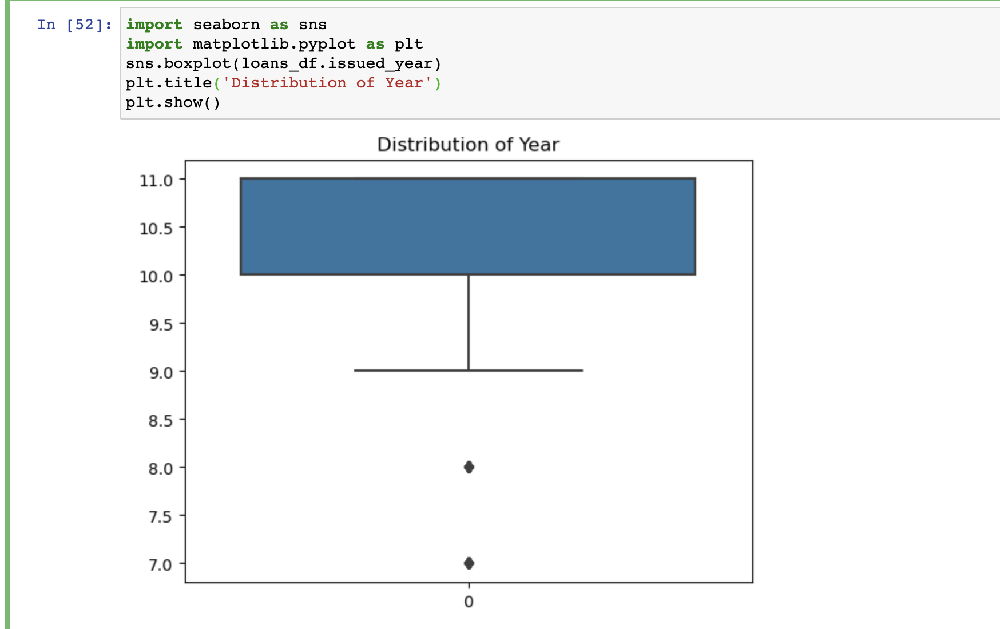 In [52]:
import seaborn as sns
import matplotlib.pyplot as plt
sns.boxplot(loans_df.issued_year)
plt.title('Distribution of Year')
plt.show()
Distribution of Year
11.0
10.5
10.0
9.5
9.0
8.5
8.0
7.5
7.0
0